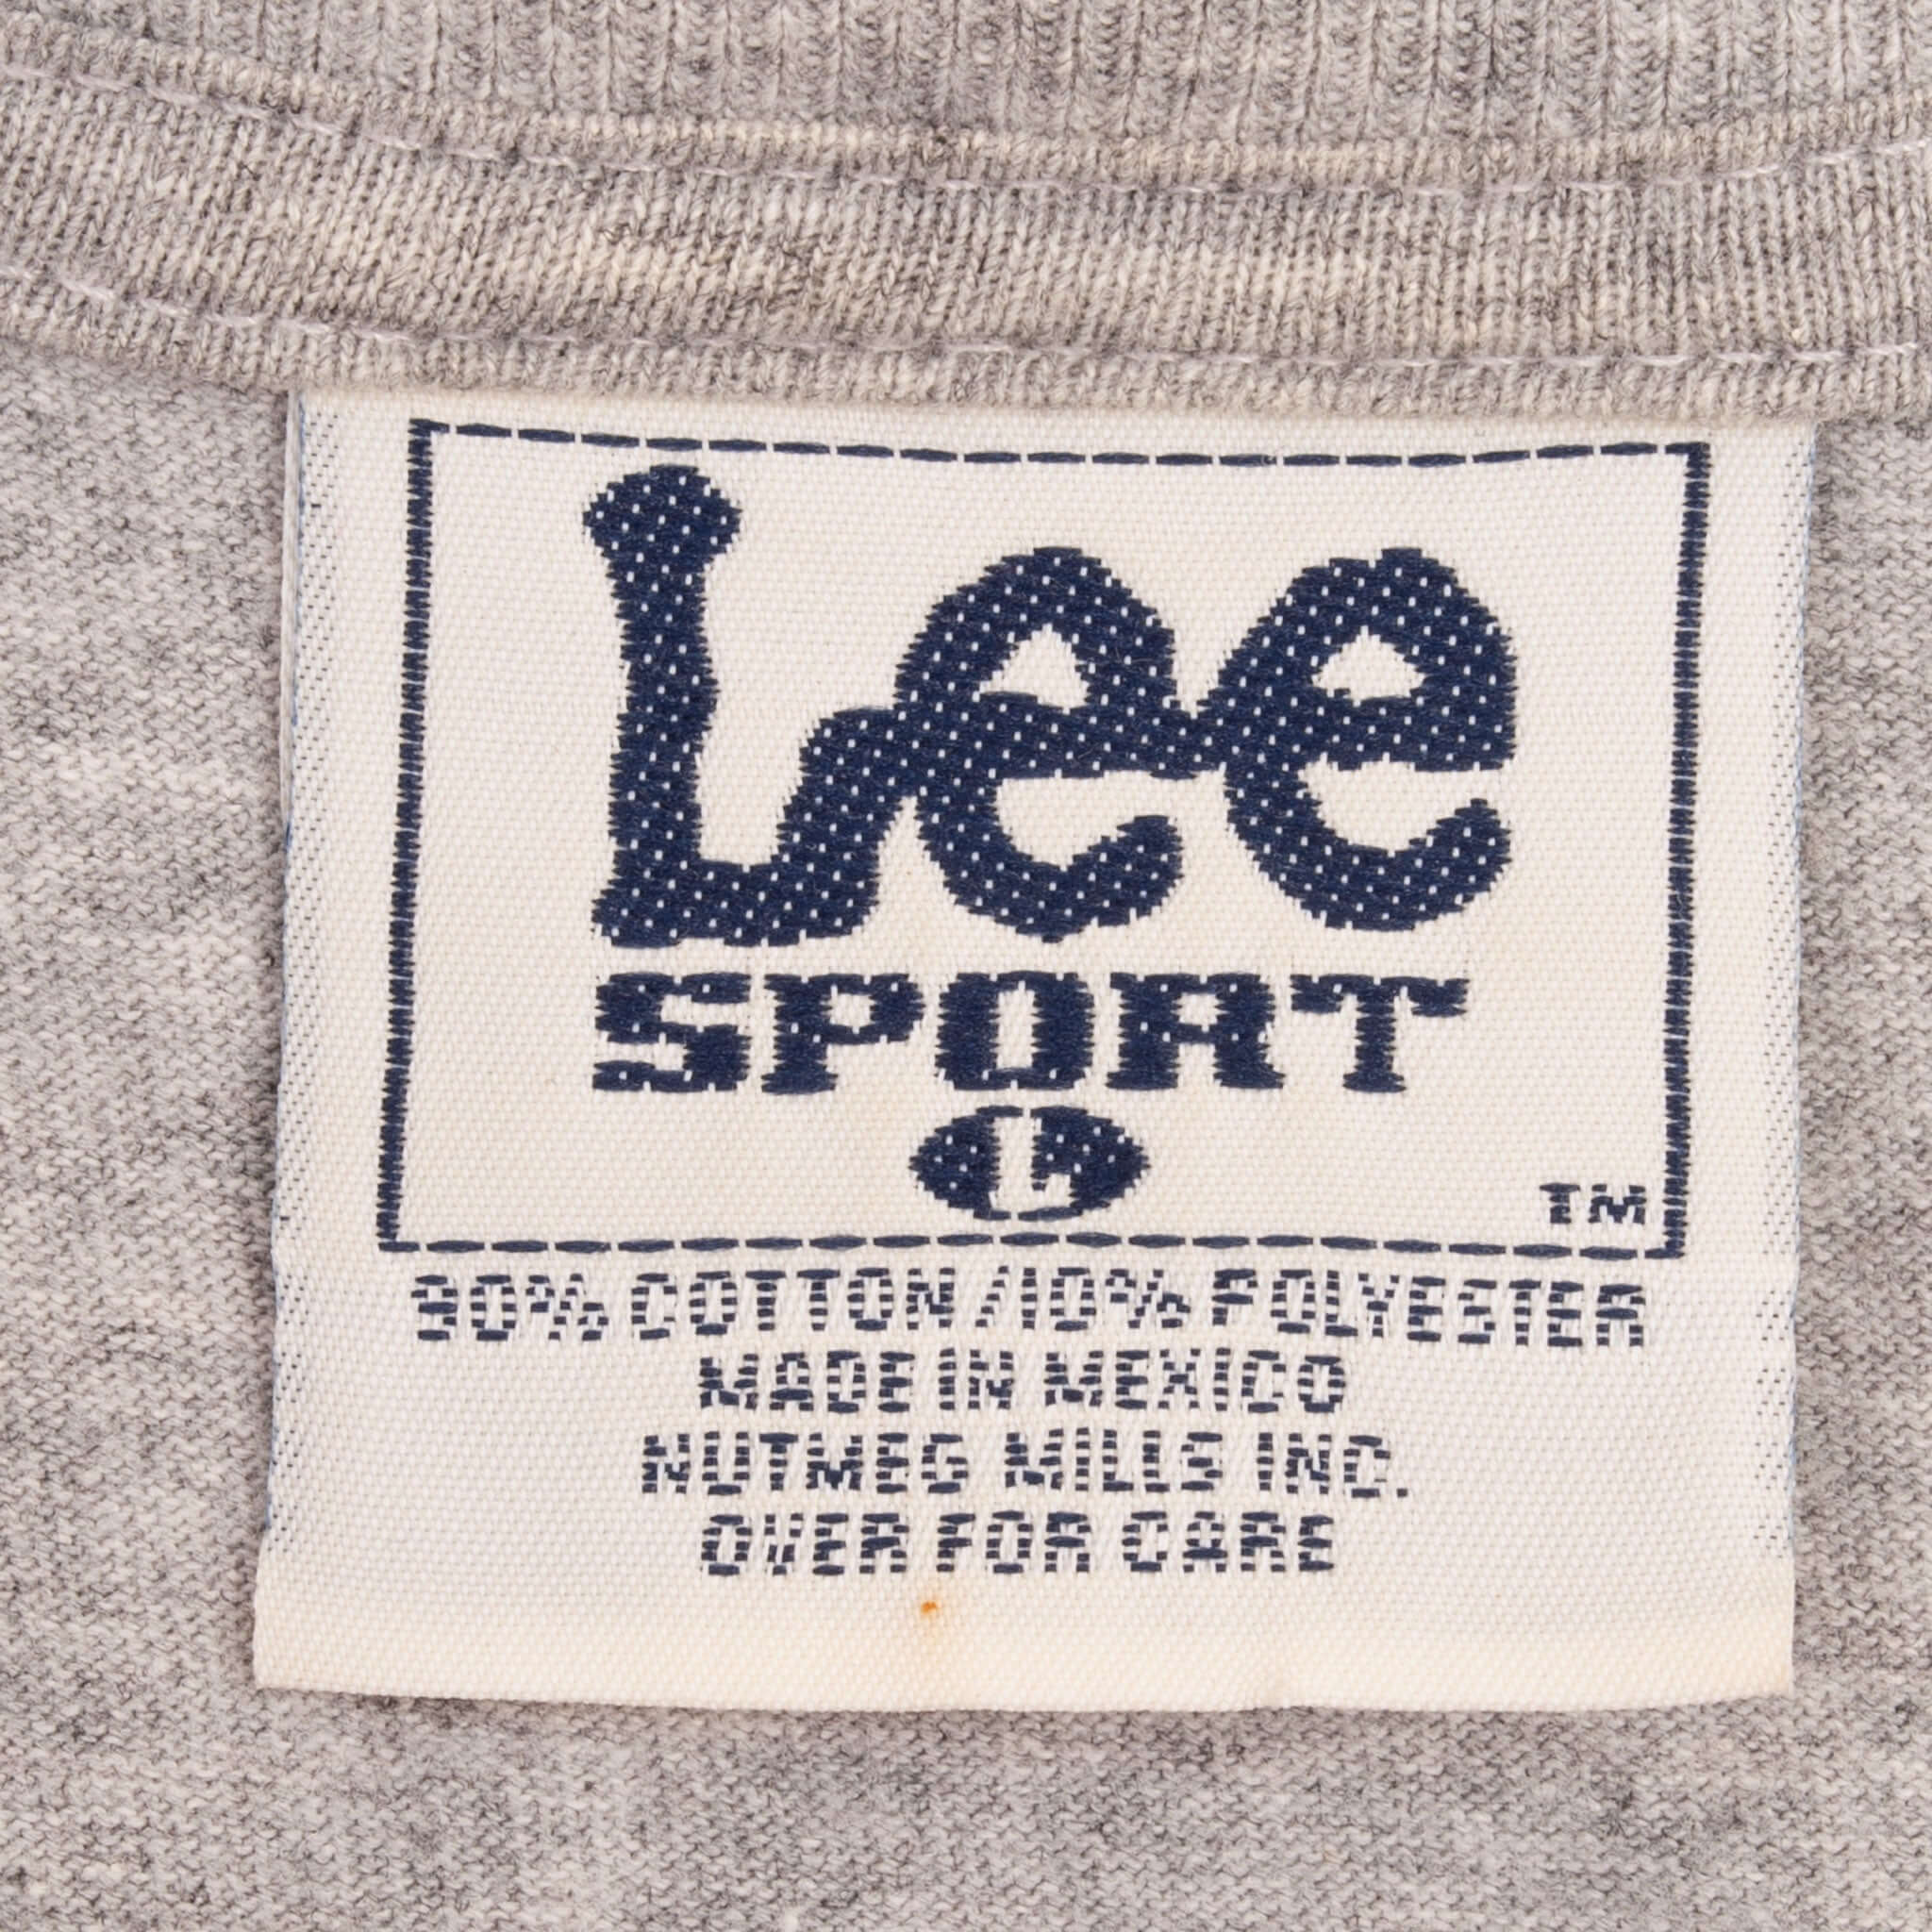 Lee
SPORT
L
TM
90% COTTON/10% POLYESTER
MADE IN MEXICO
NUTMEG MILLS INC.
OVER FOR CARE